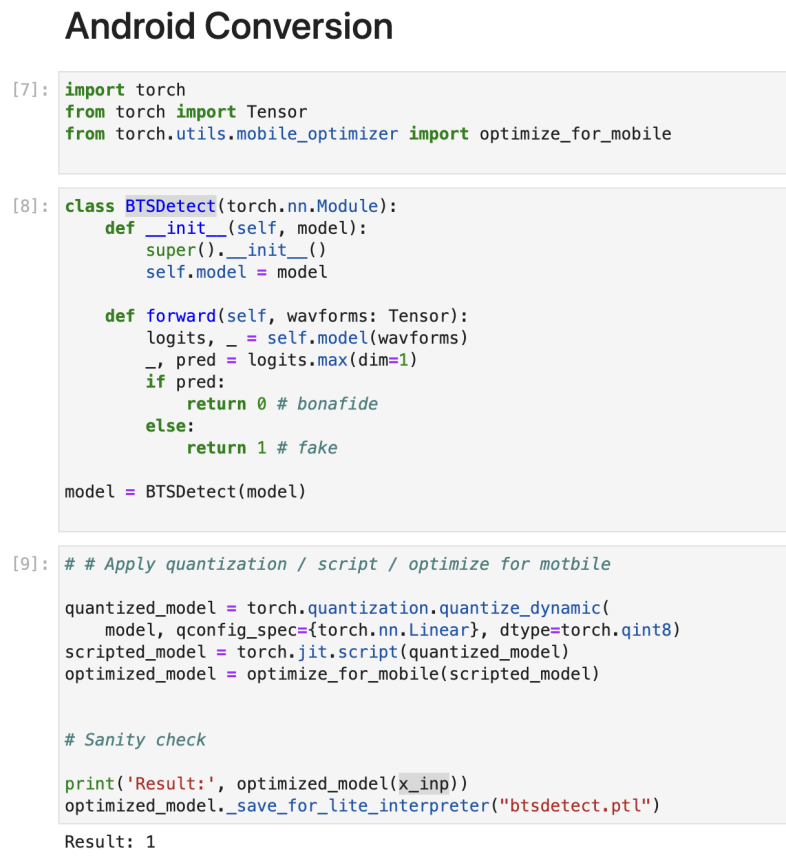 Android Conversion
[7]: import torch
from torch import Tensor
from torch.utils.mobile_optimizer import optimize_for_mobile
[8]: class BTSDetect(torch.nn.Module):
    def __init__(self, model):
        super().__init__()
        self.model = model
    def forward(self, wavforms: Tensor):
        logits, _ = self.model(wavforms)
        _, pred = logits.max(dim=1)
        if pred:
            return 0 # bonafide
        else:
            return 1 # fake
model = BTSDetect(model)
[9]: # # Apply quantization / script / optimize for motbile
quantized_model = torch.quantization.quantize_dynamic(
    model, qconfig_spec={torch.nn.Linear}, dtype=torch.qint8)
scripted_model = torch.jit.script(quantized_model)
optimized_model = optimize_for_mobile(scripted_model)
# Sanity check
print('Result:', optimized_model(x_inp))
optimized_model._save_for_lite_interpreter("btsdetect.ptl")
Result: 1